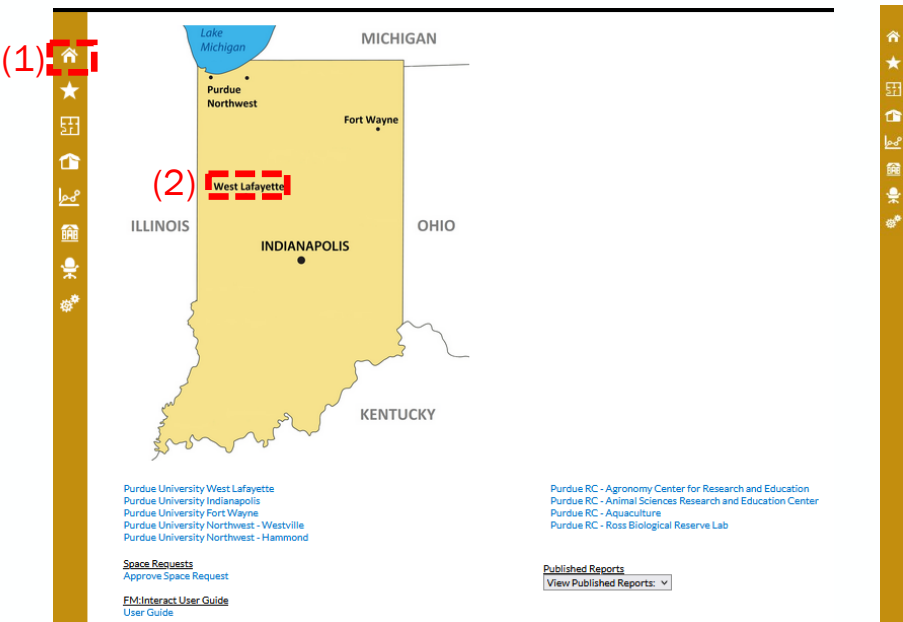 Lake
Michigan
MICHIGAN
(1)
Purdue
Northwest
Fort Wayne
(2)
West Lafayette
ILLINOIS
OHIO
INDIANAPOLIS
KENTUCKY
Purdue University West Lafayette
Purdue University Indianapolis
Purdue University Fort Wayne
Purdue University Northwest - Westville
Purdue University Northwest - Hammond
Purdue RC - Agronomy Center for Research and Education
Purdue RC - Animal Sciences Research and Education Center
Purdue RC - Aquaculture
Purdue RC - Ross Biological Reserve Lab
Space Requests
Approve Space Request
Published Reports
View Published Reports:
FM:Interact User Guide
User Guide